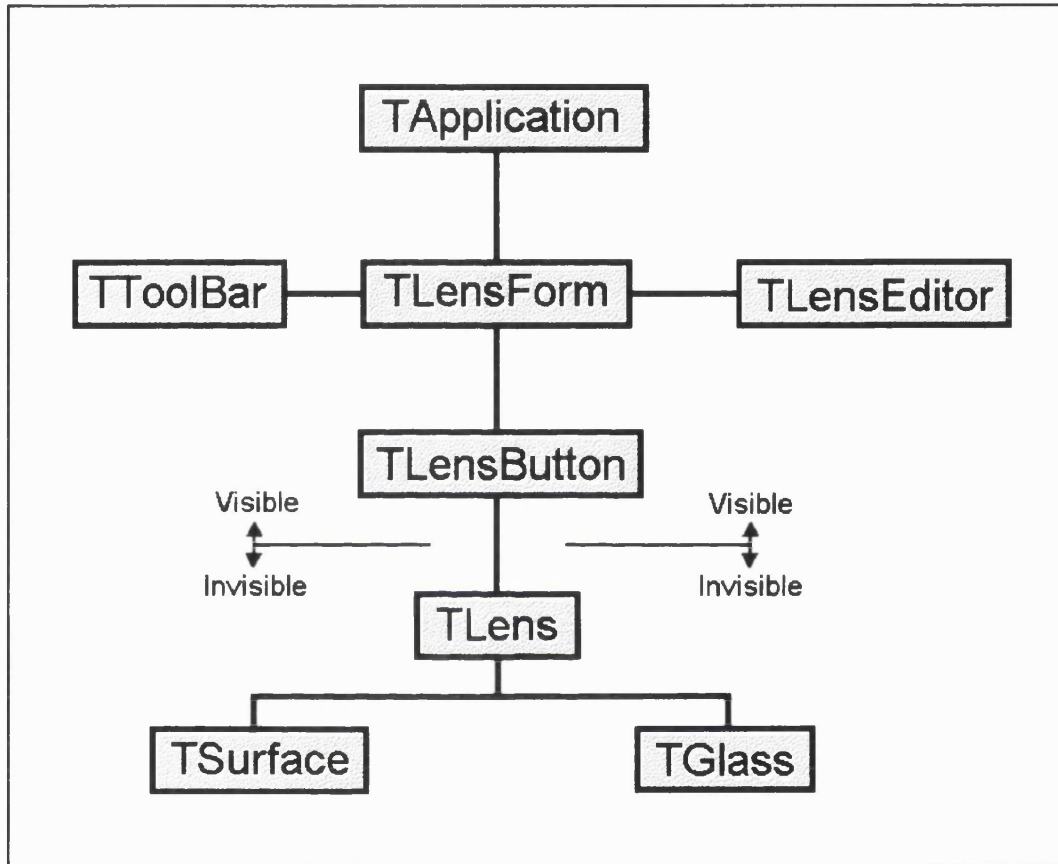 TApplication
TToolBar
TLensForm
TLensEditor
TLensButton
Visible
Visible
Invisible
Invisible
TLens
TSurface
TGlass